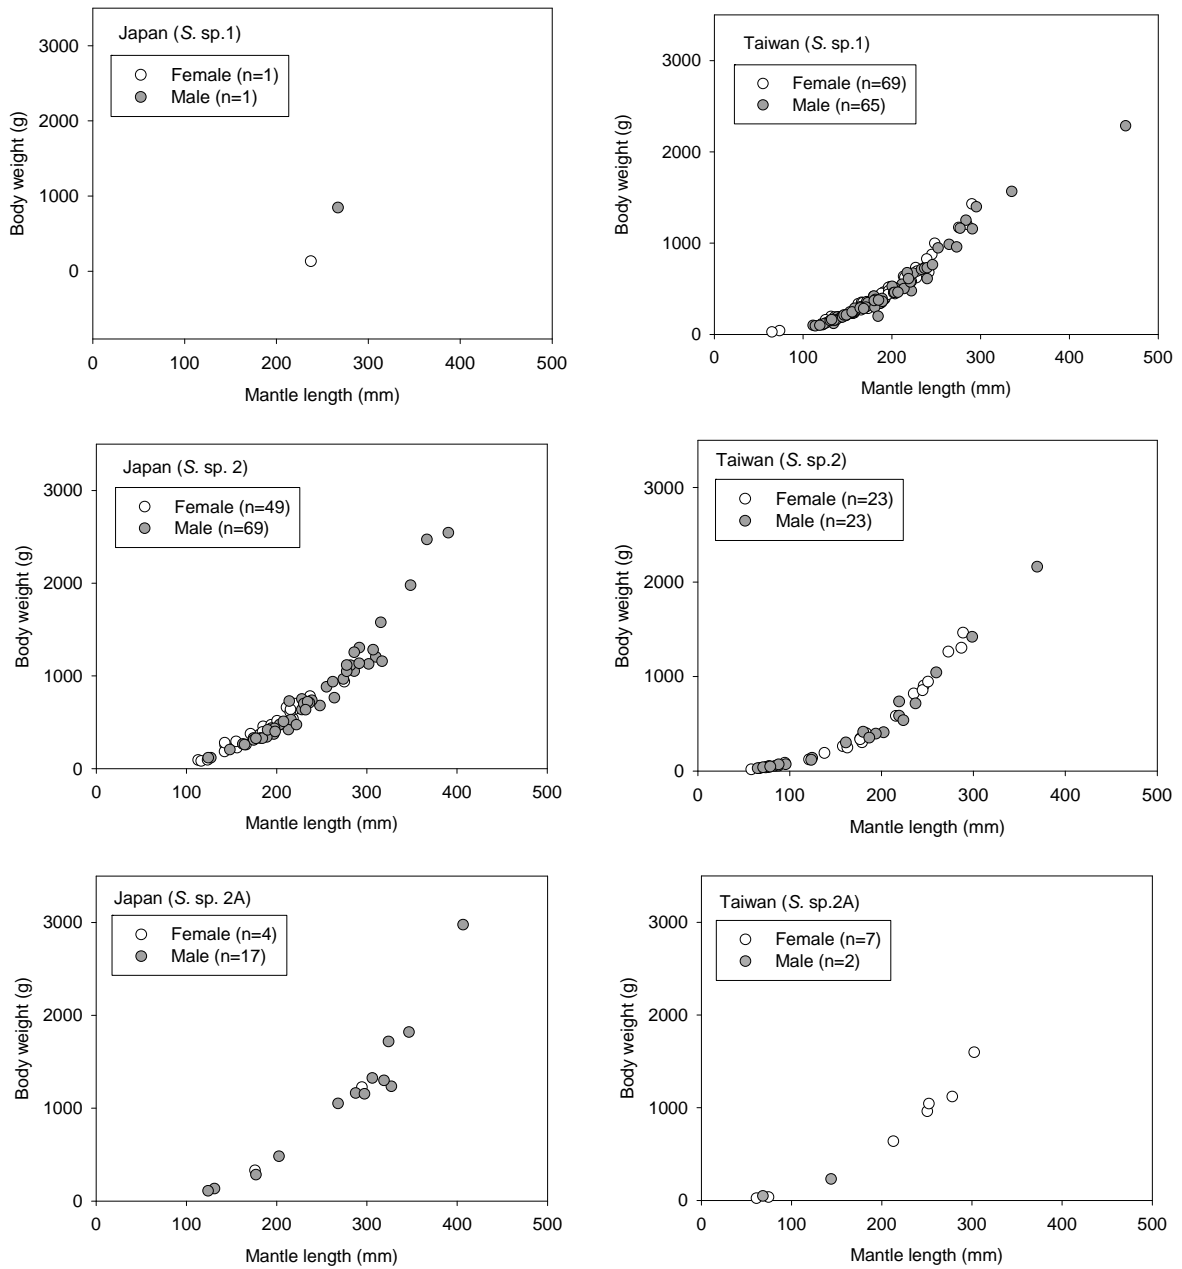 Japan (S. sp.1)
Female (n=1)
Male (n=1)
Body weight (g)
3000
2000
1000
0
0 100 200 300 400 500
Mantle length (mm)
Taiwan (S. sp.1)
Female (n=69)
Male (n=65)
Body weight (g)
3000
2000
1000
0
0 100 200 300 400 500
Mantle length (mm)
Japan (S. sp. 2)
Female (n=49)
Male (n=69)
Body weight (g)
3000
2000
1000
0
0 100 200 300 400 500
Mantle length (mm)
Taiwan (S. sp.2)
Female (n=23)
Male (n=23)
Body weight (g)
3000
2000
1000
0
0 100 200 300 400 500
Mantle length (mm)
Japan (S. sp. 2A)
Female (n=4)
Male (n=17)
Body weight (g)
3000
2000
1000
0
0 100 200 300 400 500
Mantle length (mm)
Taiwan (S. sp.2A)
Female (n=7)
Male (n=2)
Body weight (g)
3000
2000
1000
0
0 100 200 300 400 500
Mantle length (mm)